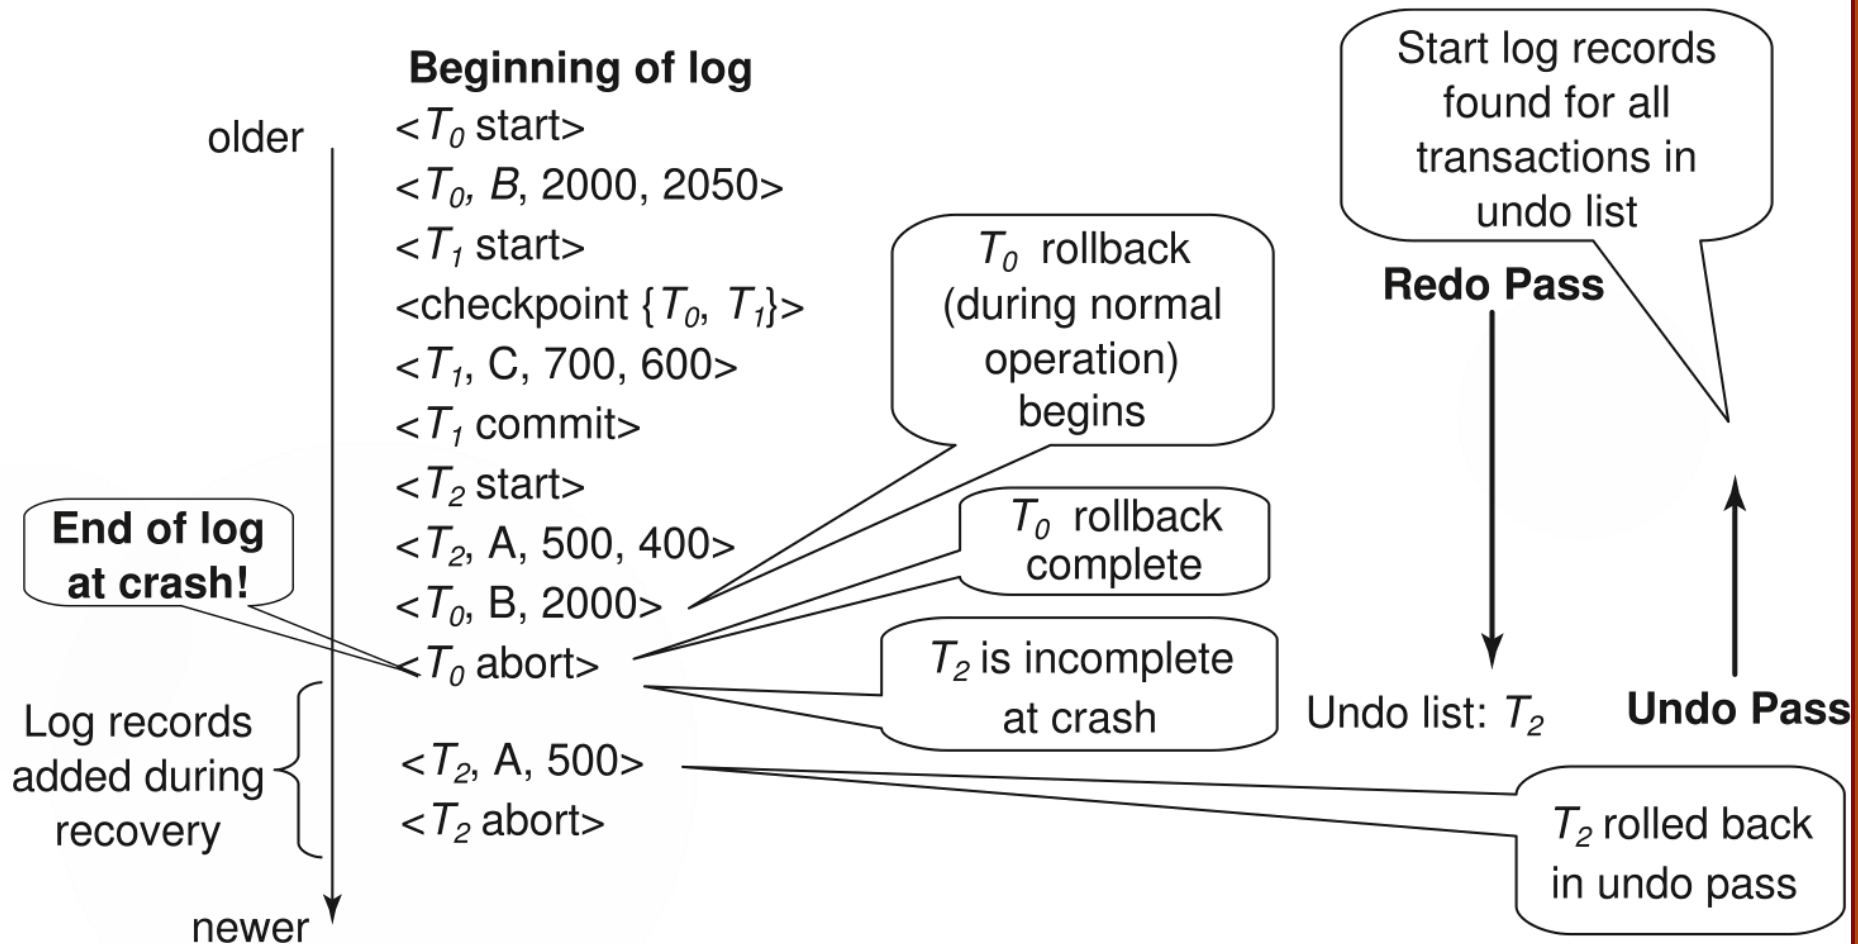 Beginning of log
older
<T0 start>
<T0, B, 2000, 2050>
<T1 start>
<checkpoint {T0, T1}>
<T1, C, 700, 600>
<T1 commit>
<T2 start>
<T2, A, 500, 400>
<T0, B, 2000>
<T0 abort>
<T2, A, 500>
<T2 abort>
newer
End of log
at crash!
Log records
added during
recovery
T0 rollback
(during normal
operation)
begins
T0 rollback
complete
T2 is incomplete
at crash
Start log records
found for all
transactions in
undo list
Redo Pass
Undo list: T2
Undo Pass
T2 rolled back
in undo pass